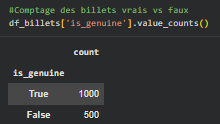 #Comptage des billets vrais vs faux
df_billets['is_genuine'].value_counts()
count
is_genuine
True 1000
False 500